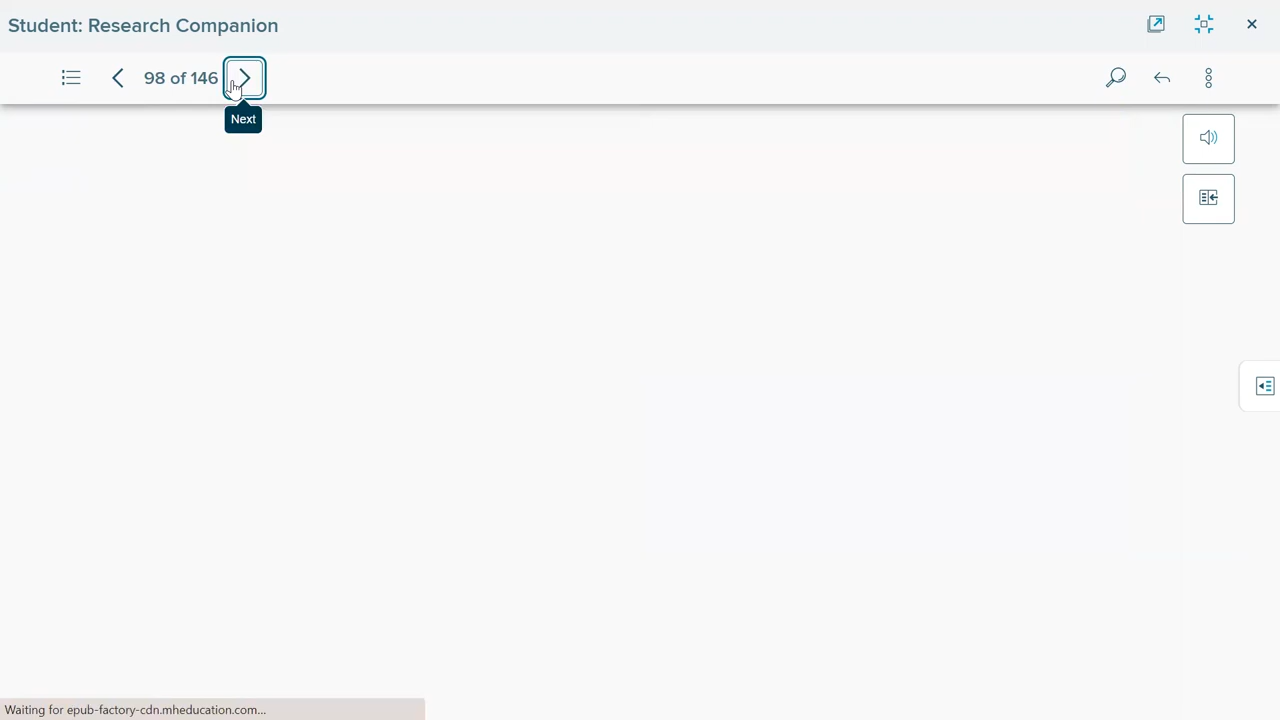 Student: Research Companion
98 of 146
Next
Waiting for epub-factory-cdn.mheducation.com...